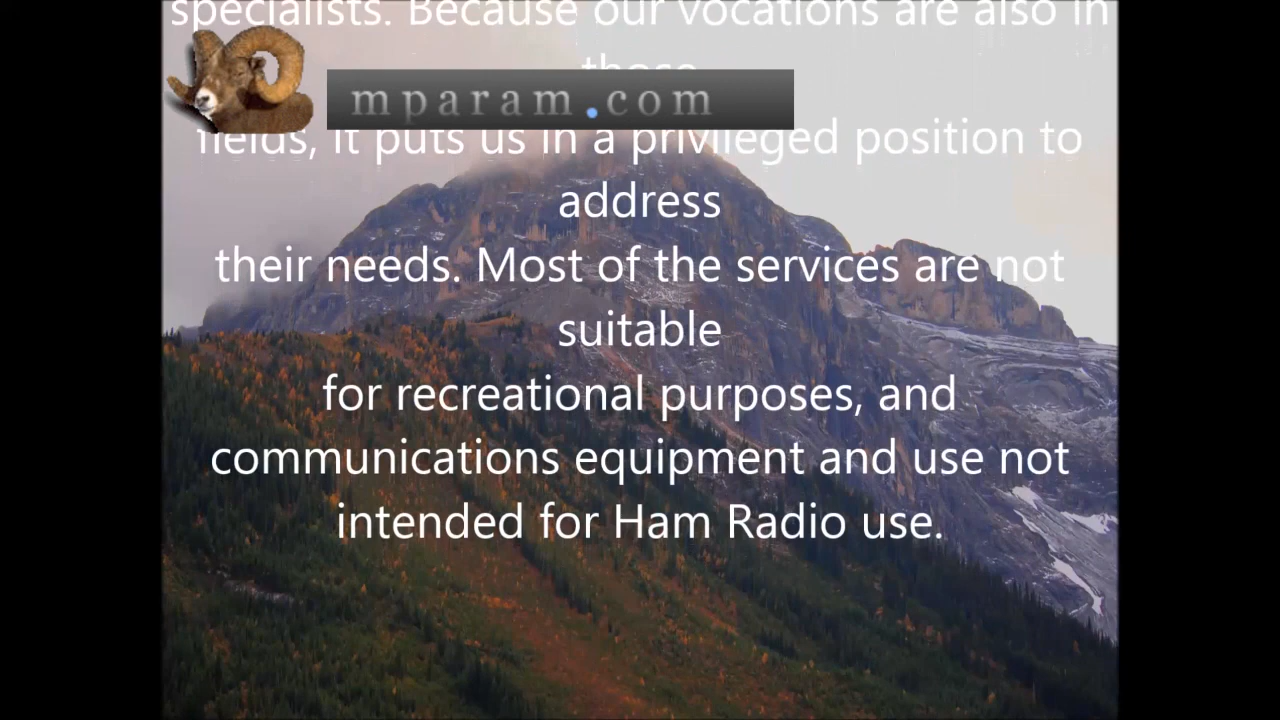 specialists. Because our vocations are also in
those
mparam.com
fields, it puts us in a privileged position to
address
their needs. Most of the services are not
suitable
for recreational purposes, and
communications equipment and use not
intended for Ham Radio use.